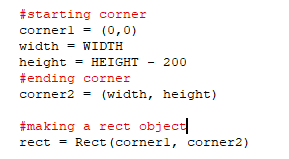 #starting corner
corner1 = (0,0)
width = WIDTH
height = HEIGHT - 200
#ending corner
corner2 = (width, height)

#making a rect object
rect = Rect(corner1, corner2)